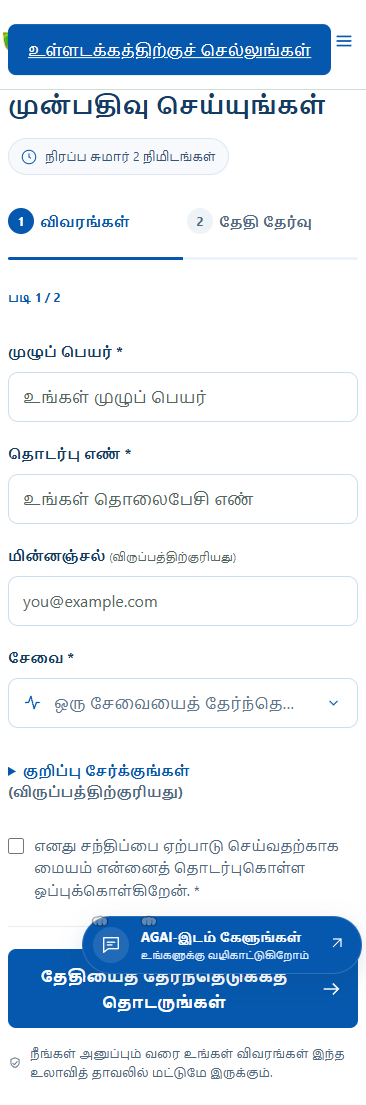 உள்ளடக்கத்திற்குச் செல்லுங்கள்
முன்பதிவு செய்யுங்கள்
நிரப்ப சுமார் 2 நிமிடங்கள்
1 விவரங்கள்
2 தேதி தேர்வு
படி 1 / 2
முழுப் பெயர் *
உங்கள் முழுப் பெயர்
தொடர்பு எண் *
உங்கள் தொலைபேசி எண்
மின்னஞ்சல் (விருப்பத்திற்குரியது)
you@example.com
சேவை *
ஒரு சேவையைத் தேர்ந்தெ...
குறிப்பு சேர்க்குங்கள்
(விருப்பத்திற்குரியது)
எனது சந்திப்பை ஏற்பாடு செய்வதற்காக
மையம் என்னைத் தொடர்புகொள்ள
ஒப்புக்கொள்கிறேன். *
AGAI-இடம் கேளுங்கள்
உங்களுக்கு வழிகாட்டுகிறோம்
தேதியைத் தேர்ந்தெடுக்கத்
தொடருங்கள்
நீங்கள் அனுப்பும் வரை உங்கள் விவரங்கள் இந்த
உலாவித் தாவலில் மட்டுமே இருக்கும்.